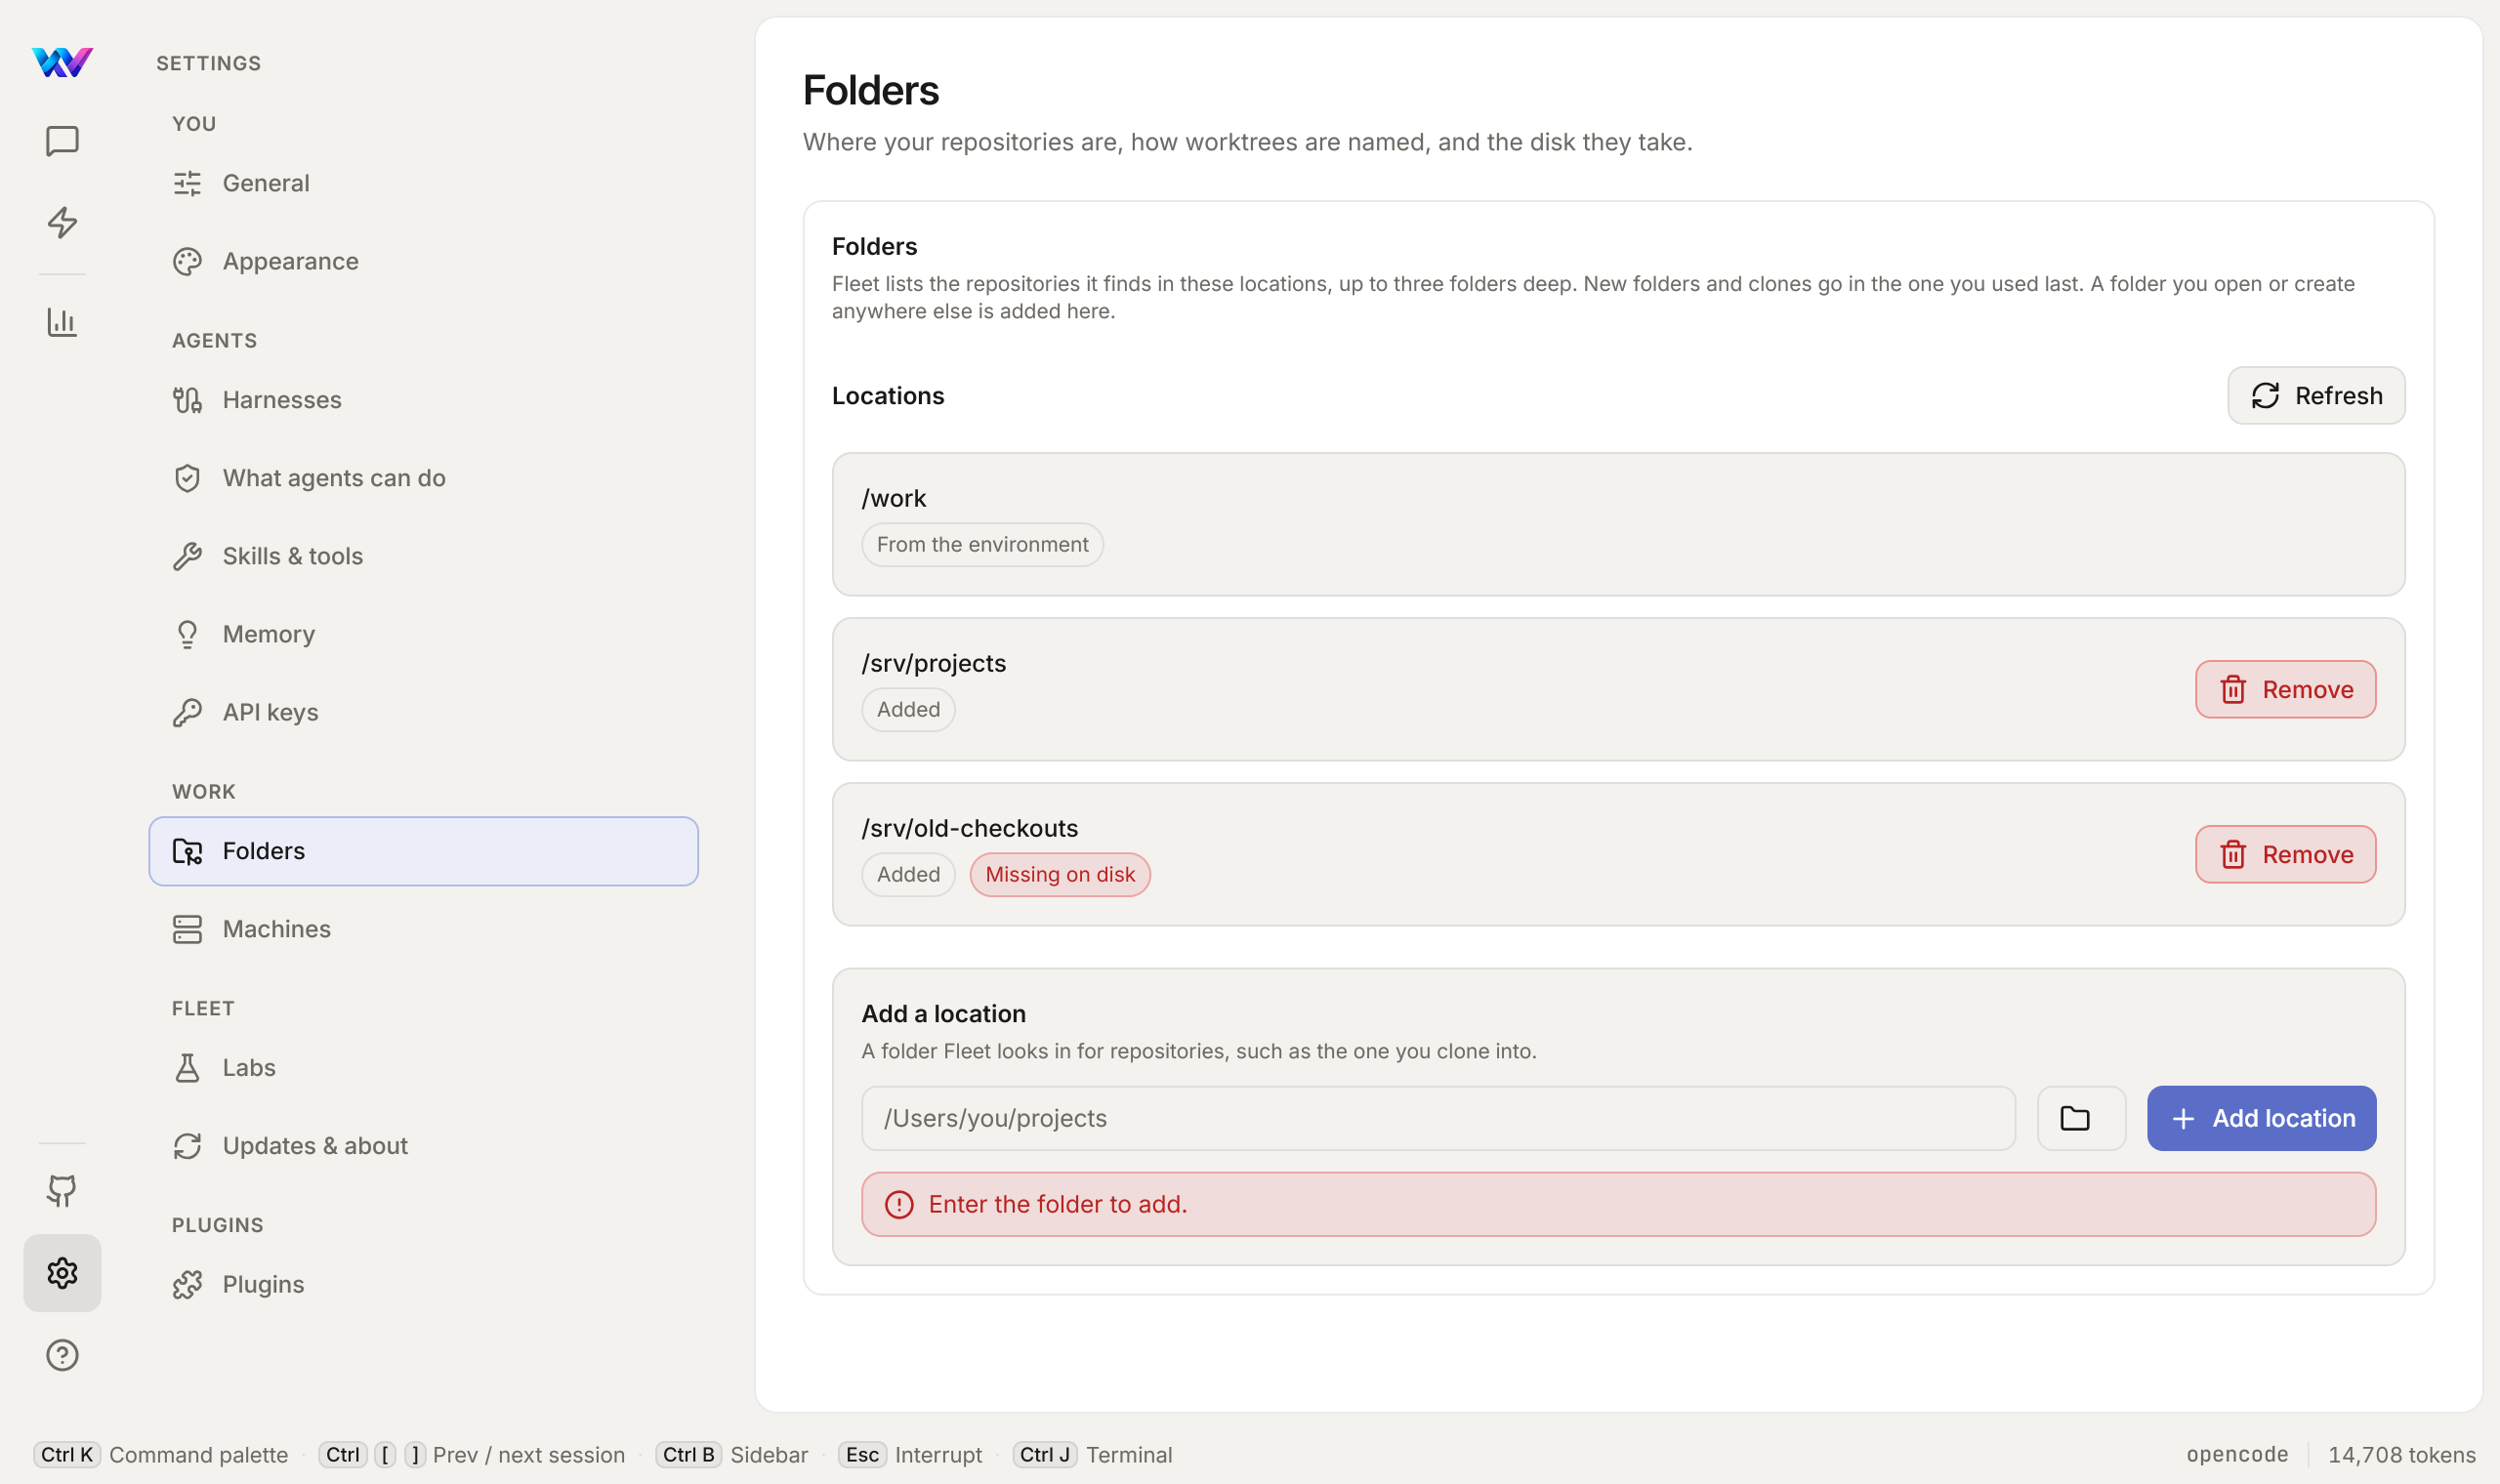 SETTINGS
YOU
General
Appearance
AGENTS
Harnesses
What agents can do
Skills & tools
Memory
API keys
WORK
Folders
Machines
FLEET
Labs
Updates & about
PLUGINS
Plugins
Folders
Where your repositories are, how worktrees are named, and the disk they take.
Folders
Fleet lists the repositories it finds in these locations, up to three folders deep. New folders and clones go in the one you used last. A folder you open or create
anywhere else is added here.
Locations
Refresh
/work
From the environment
/srv/projects
Added
Remove
/srv/old-checkouts
Added Missing on disk
Remove
Add a location
A folder Fleet looks in for repositories, such as the one you clone into.
/Users/you/projects
Add location
Enter the folder to add.
Ctrl K Command palette · Ctrl [ ] Prev / next session · Ctrl B Sidebar · Esc Interrupt · Ctrl J Terminal
opencode 14,708 tokens